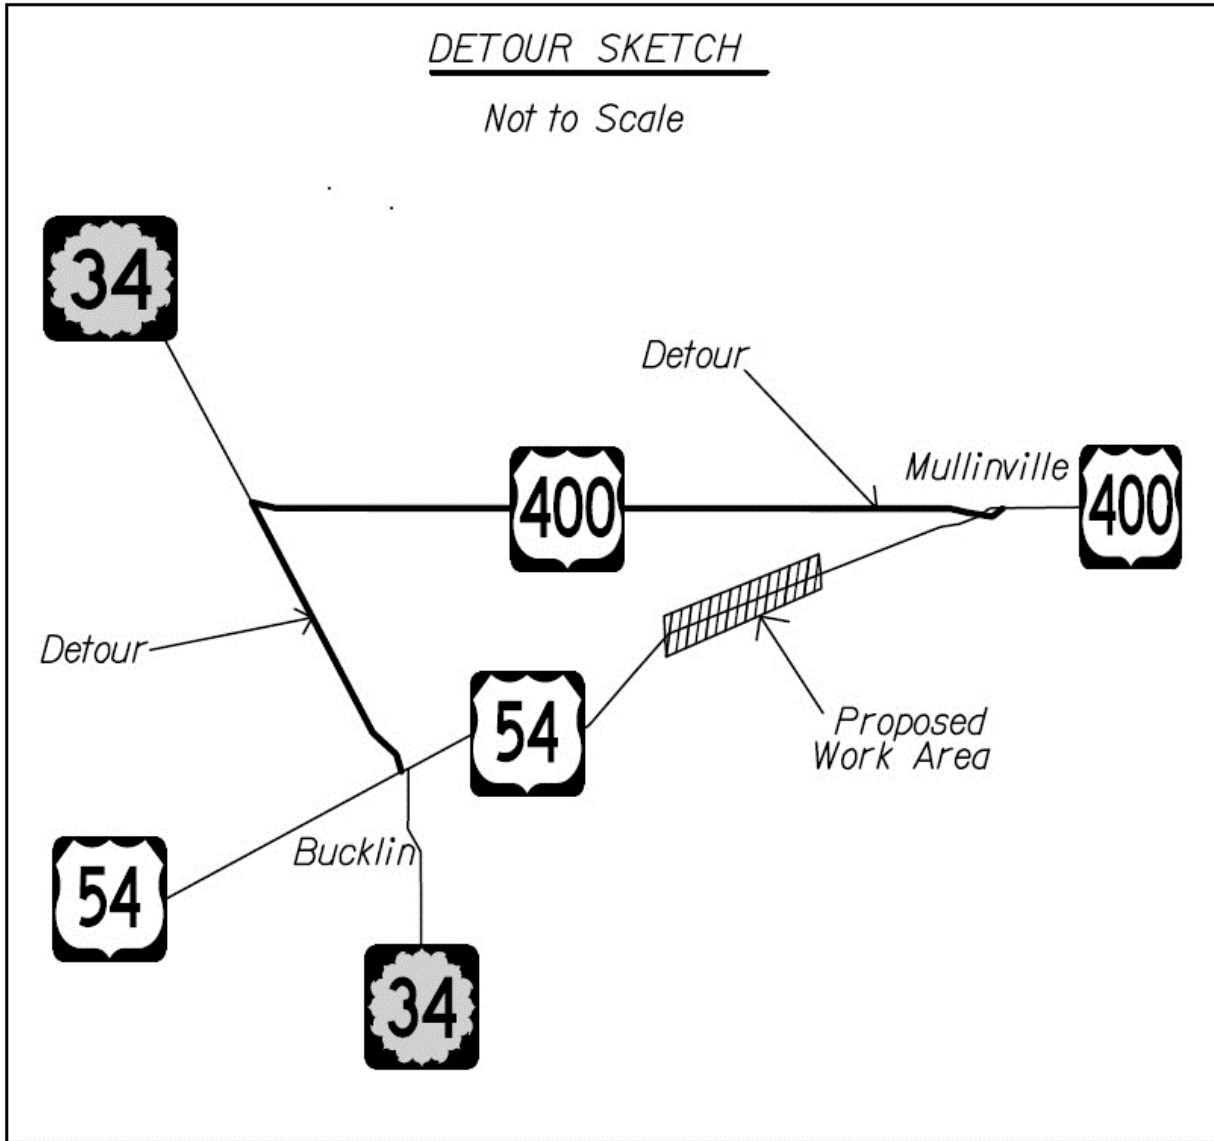 DETOUR SKETCH
Not to Scale
34
Detour
Mullinville
400
400
Detour
54
Proposed
Work Area
Bucklin
54
34